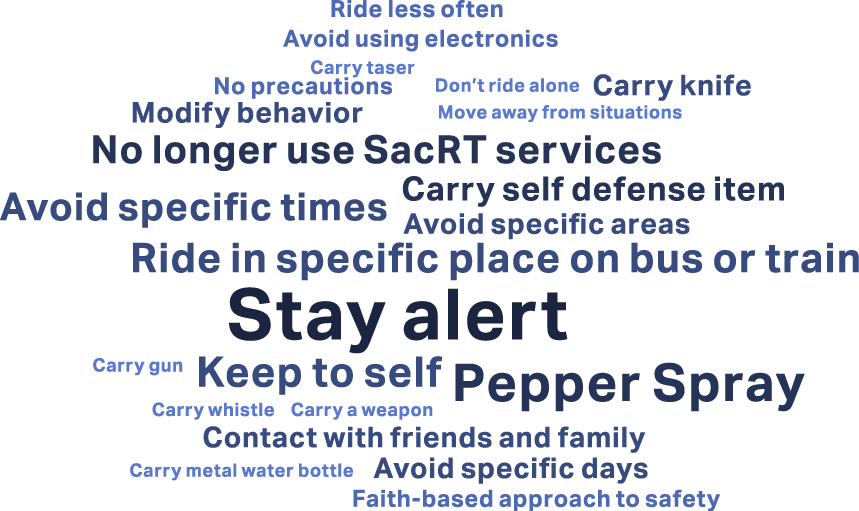 Ride less often
Avoid using electronics
Carry taser
No precautions
Don't ride alone
Carry knife
Modify behavior
Move away from situations
No longer use SacRT services
Avoid specific times
Carry self defense item
Avoid specific areas
Ride in specific place on bus or train
Stay alert
Carry gun
Keep to self
Pepper Spray
Carry whistle
Carry a weapon
Contact with friends and family
Carry metal water bottle
Avoid specific days
Faith-based approach to safety